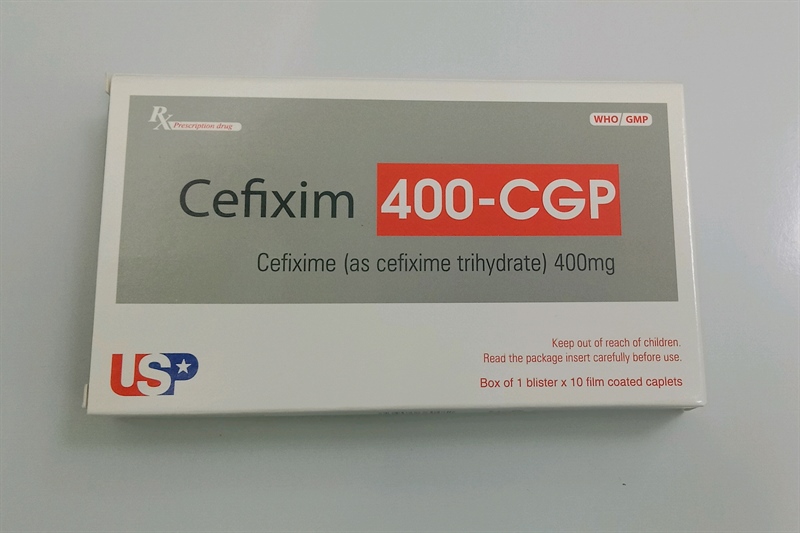 Rx Prescription drug
WHO/GMP
Cefixim 400-CGP
Cefixime (as cefixime trihydrate) 400mg
USP
Keep out of reach of children.
Read the package insert carefully before use.
Box of 1 blister x 10 film coated caplets